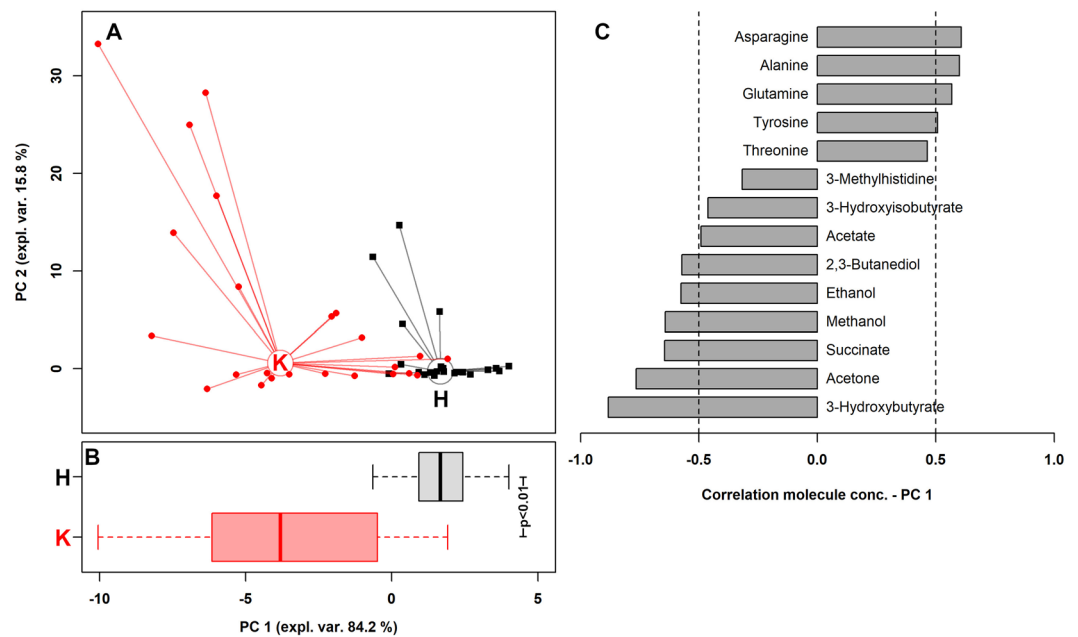 A
PC 2 (expl. var. 15.8 %)
30
20
10
0
K
H
B
H
K
p<0.01
-10
-5
0
5
PC 1 (expl. var. 84.2 %)
C
Asparagine
Alanine
Glutamine
Tyrosine
Threonine
3-Methylhistidine
3-Hydroxyisobutyrate
Acetate
2,3-Butanediol
Ethanol
Methanol
Succinate
Acetone
3-Hydroxybutyrate
-1.0
-0.5
0.0
0.5
1.0
Correlation molecule conc. - PC 1